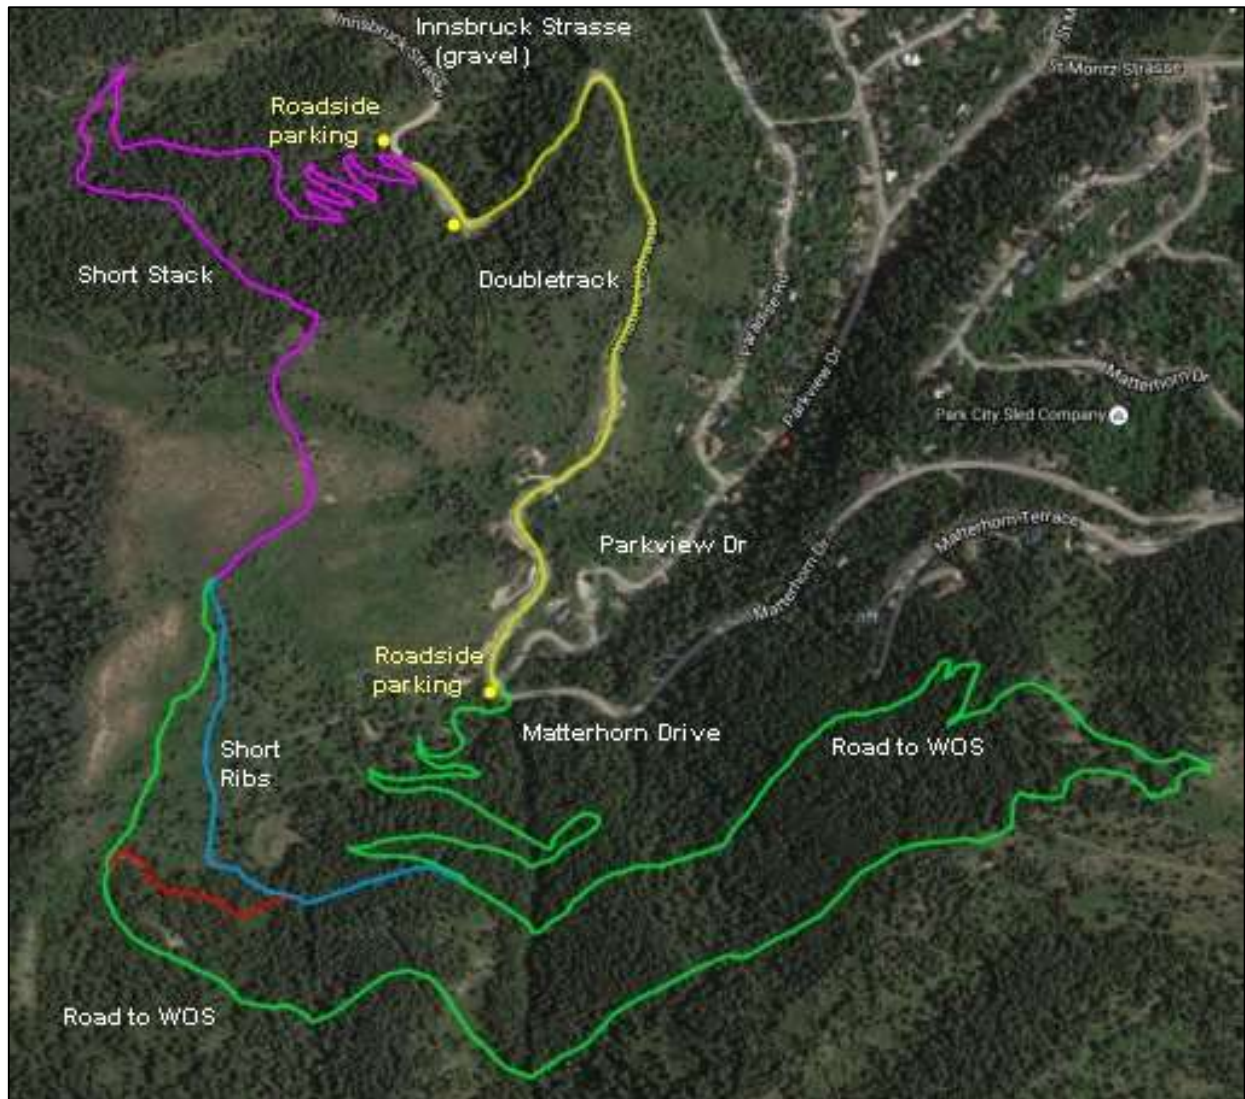 Innsbruck Strasse
(gravel)
Innsbruck Strasse
St Moritz Strasse
Roadside
parking
Short Stack
Doubletrack
Paradise Rd
Parkview Dr
Matterhorn Dr
Park City Sled Company
Parkview Dr
Matterhorn Terrace
Matterhorn Dr
Roadside
parking
Matterhorn Drive
Road to WOS
Short
Ribs
Road to WOS